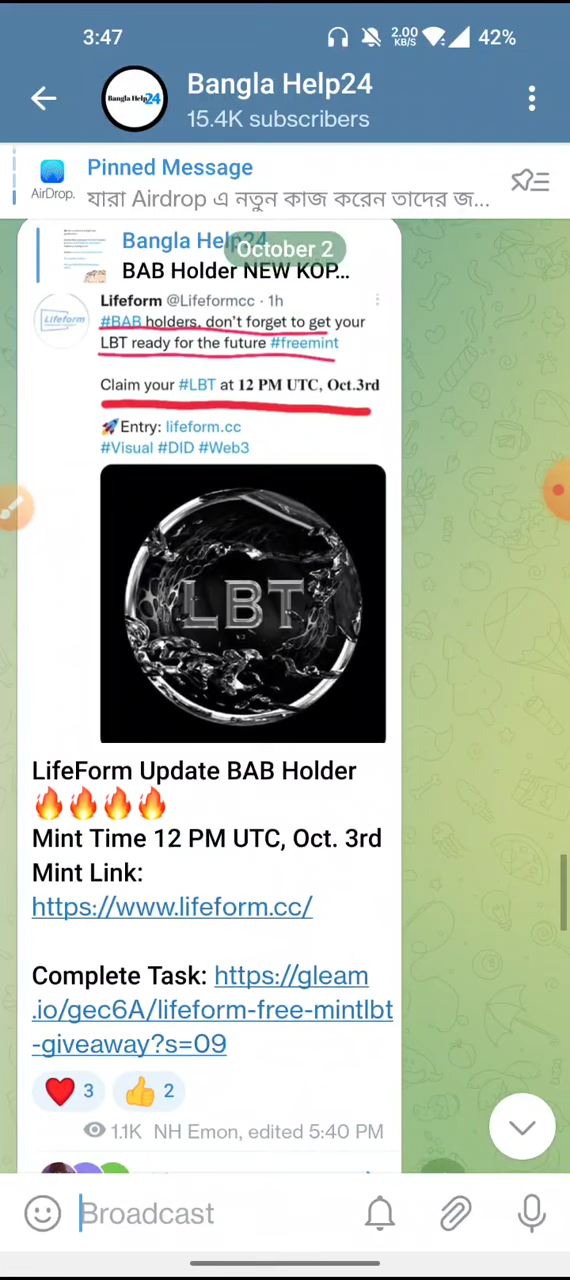 3:47
2.00
KB/S
42%
Bangla Help24
Bangla Help24
15.4K subscribers
Pinned Message
AirDrop.
যারা Airdrop এ নতুন কাজ করেন তাদের জ...
Bangla Help24
October 2
BAB Holder NEW KOP...
Lifeform @Lifeformcc · 1h
Lifeform
#BAB holders, don't forget to get your
LBT ready for the future #freemint
Claim your #LBT at 12 PM UTC, Oct.3rd
🚀Entry: lifeform.cc
#Visual #DID #Web3
LBT
LifeForm Update BAB Holder
🔥🔥🔥🔥
Mint Time 12 PM UTC, Oct. 3rd
Mint Link:
https://www.lifeform.cc/
Complete Task: https://gleam
.io/gec6A/lifeform-free-mintlbt
-giveaway?s=09
❤️ 3 👍 2
1.1K NH Emon, edited 5:40 PM
Broadcast